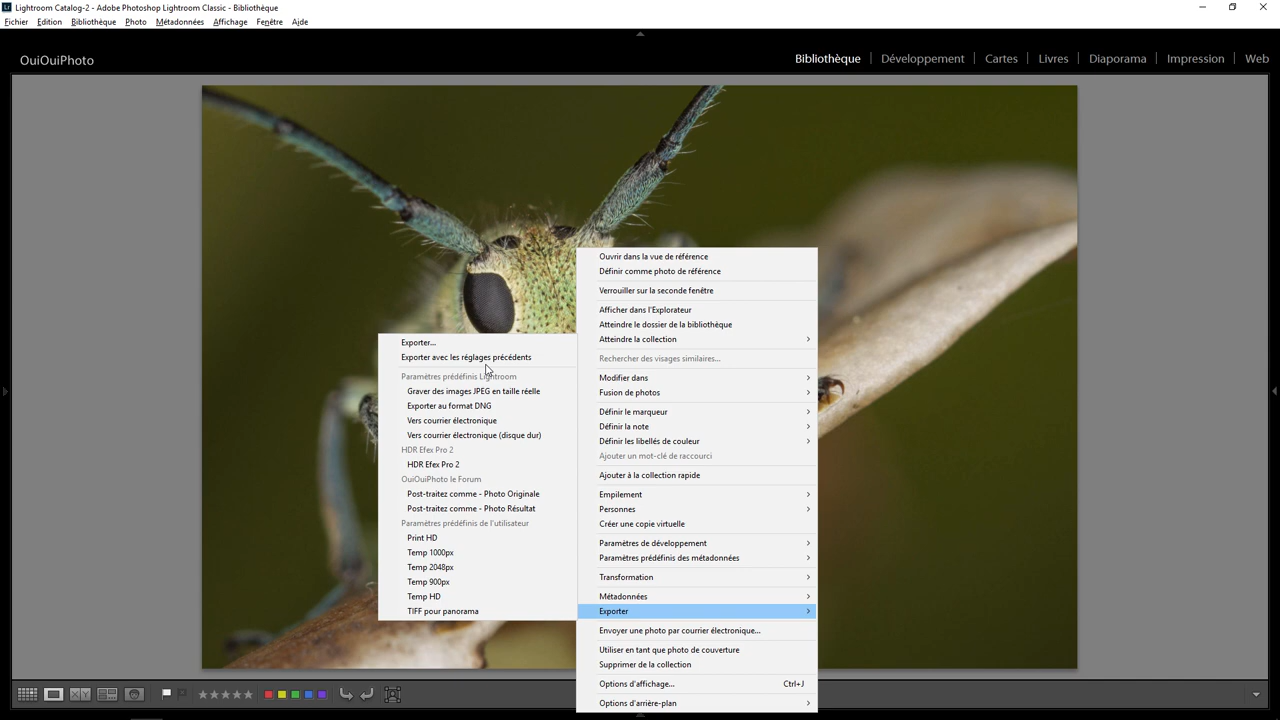 Lightroom Catalog-2 - Adobe Photoshop Lightroom Classic - Bibliothèque
Fichier Edition Bibliothèque Photo Métadonnées Affichage Fenêtre Aide
OuiOuiPhoto
Bibliothèque | Développement | Cartes | Livres | Diaporama | Impression | Web
Exporter...
Exporter avec les réglages précédents
Paramètres prédéfinis Lightroom
Graver des images JPEG en taille réelle
Exporter au format DNG
Vers courrier électronique
Vers courrier électronique (disque dur)
HDR Efex Pro 2
HDR Efex Pro 2
OuiOuiPhoto le Forum
Post-traitez comme - Photo Originale
Post-traitez comme - Photo Résultat
Paramètres prédéfinis de l'utilisateur
Print HD
Temp 1000px
Temp 2048px
Temp 900px
Temp HD
TIFF pour panorama
Ouvrir dans la vue de référence
Définir comme photo de référence
Verrouiller sur la seconde fenêtre
Afficher dans l'Explorateur
Atteindre le dossier de la bibliothèque
Atteindre la collection
Rechercher des visages similaires...
Modifier dans
Fusion de photos
Définir le marqueur
Définir la note
Définir les libellés de couleur
Ajouter un mot-clé de raccourci
Ajouter à la collection rapide
Empilement
Personnes
Créer une copie virtuelle
Paramètres de développement
Paramètres prédéfinis des métadonnées
Transformation
Métadonnées
Exporter
Envoyer une photo par courrier électronique...
Utiliser en tant que photo de couverture
Supprimer de la collection
Options d'affichage... Ctrl+J
Options d'arrière-plan